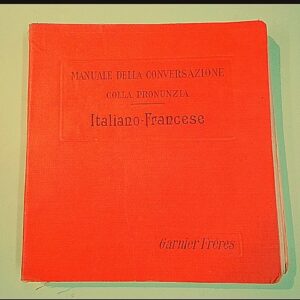 MANUALE DELLA CONVERSAZIONE
COLLA PRONUNZIA
Italiano-Francese
Garnier Frères